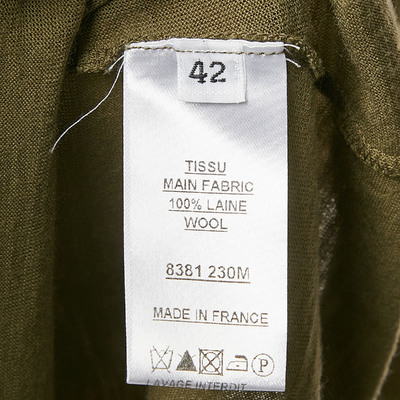 42
TISSU
MAIN FABRIC
100% LAINE
WOOL
8381 230M
MADE IN FRANCE
P
LAVAGE INTERDIT